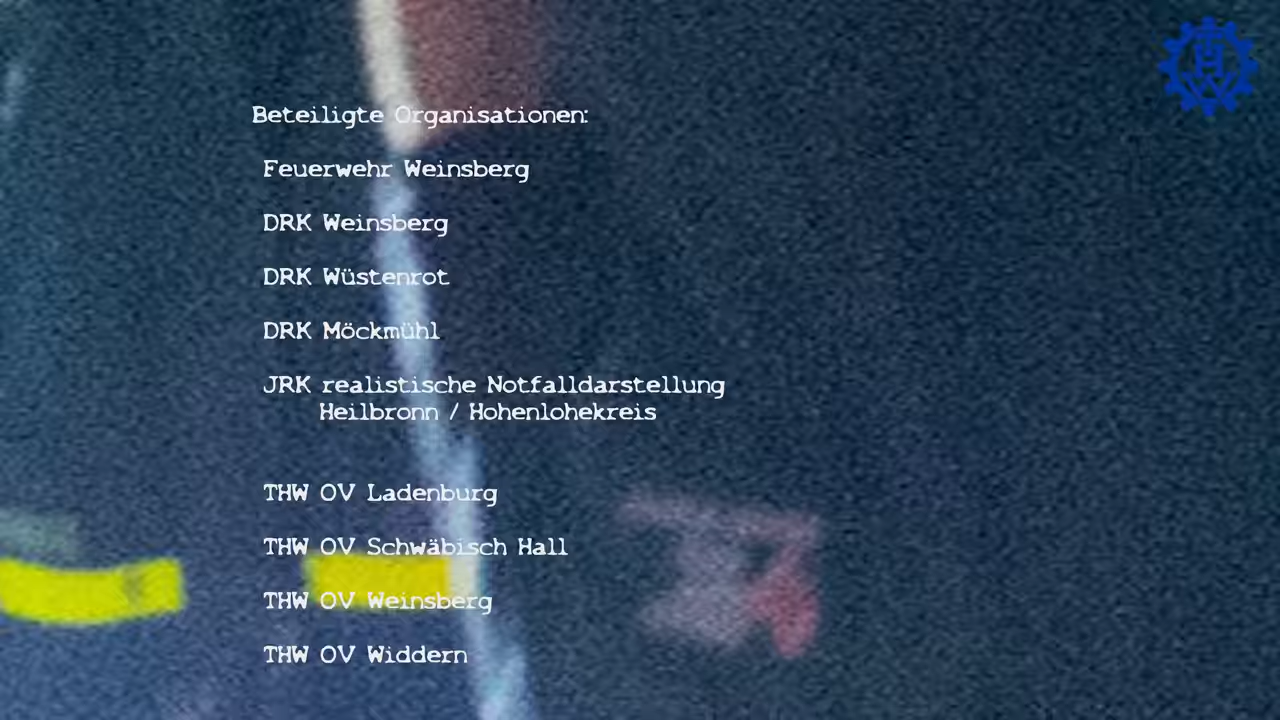 THW
Beteiligte Organisationen:
Feuerwehr Weinsberg
DRK Weinsberg
DRK Wüstenrot
DRK Möckmühl
JRK realistische Notfalldarstellung
Heilbronn / Hohenlohekreis
THW OV Ladenburg
THW OV Schwäbisch Hall
THW OV Weinsberg
THW OV Widdern